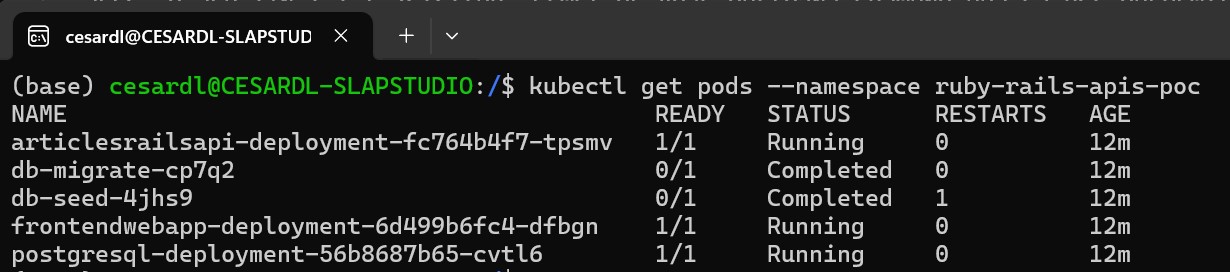 cesardl@CESARDL-SLAPSTUD
(base) cesardl@CESARDL-SLAPSTUDIO:/$ kubectl get pods --namespace ruby-rails-apis-poc
NAME READY STATUS RESTARTS AGE
articlesrailsapi-deployment-fc764b4f7-tpsmv 1/1 Running 0 12m
db-migrate-cp7q2 0/1 Completed 0 12m
db-seed-4jhs9 0/1 Completed 1 12m
frontendwebapp-deployment-6d499b6fc4-dfbgn 1/1 Running 0 12m
postgresql-deployment-56b8687b65-cvtl6 1/1 Running 0 12m